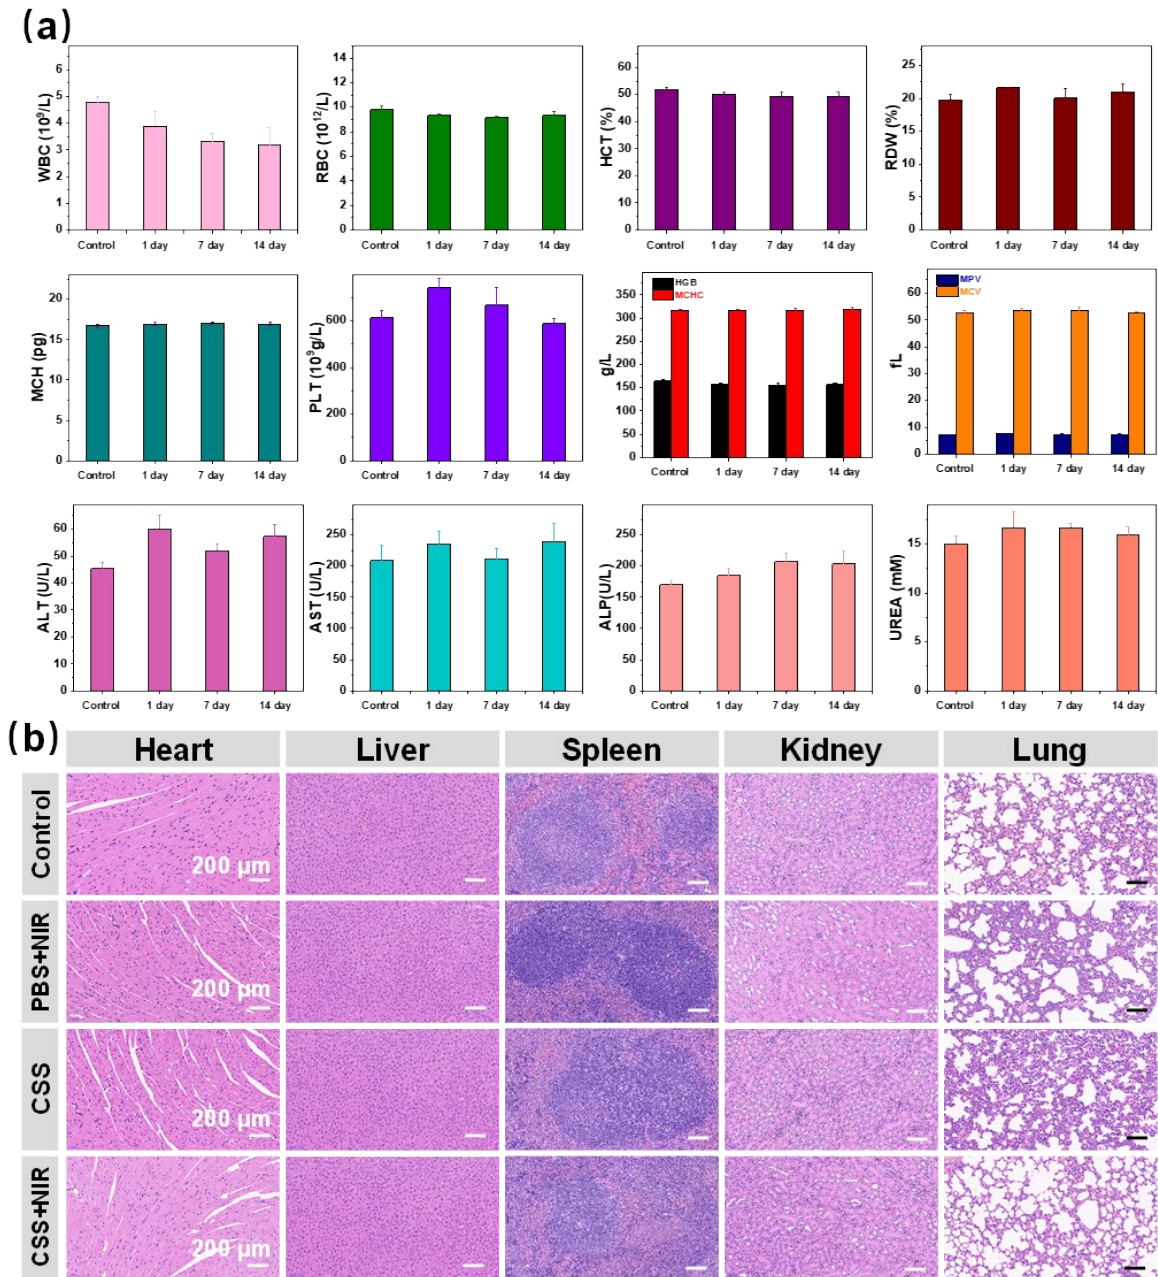 (a)
WBC (10⁹/L)
6
5
4
3
2
1
0
Control 1 day 7 day 14 day
RBC (10¹²/L)
14
12
10
8
6
4
2
0
Control 1 day 7 day 14 day
HCT (%)
60
50
40
30
20
10
0
Control 1 day 7 day 14 day
RDW (%)
25
20
15
10
5
0
Control 1 day 7 day 14 day
MCH (pg)
20
15
10
5
0
Control 1 day 7 day 14 day
PLT (10⁹g/L)
600
400
200
0
Control 1 day 7 day 14 day
HGB
MCHC
g/L
350
300
250
200
150
100
50
0
Control 1 day 7 day 14 day
MPV
MCV
fL
60
50
40
30
20
10
0
Control 1 day 7 day 14 day
ALT (U/L)
60
50
40
30
20
10
0
Control 1 day 7 day 14 day
AST (U/L)
250
200
150
100
50
0
Control 1 day 7 day 14 day
ALP(U/L)
250
200
150
100
50
0
Control 1 day 7 day 14 day
UREA (mM)
15
10
5
0
Control 1 day 7 day 14 day
(b)
Heart Liver Spleen Kidney Lung
Control
200 μm
PBS+NIR
200 μm
CSS
200 μm
CSS+NIR
200 μm